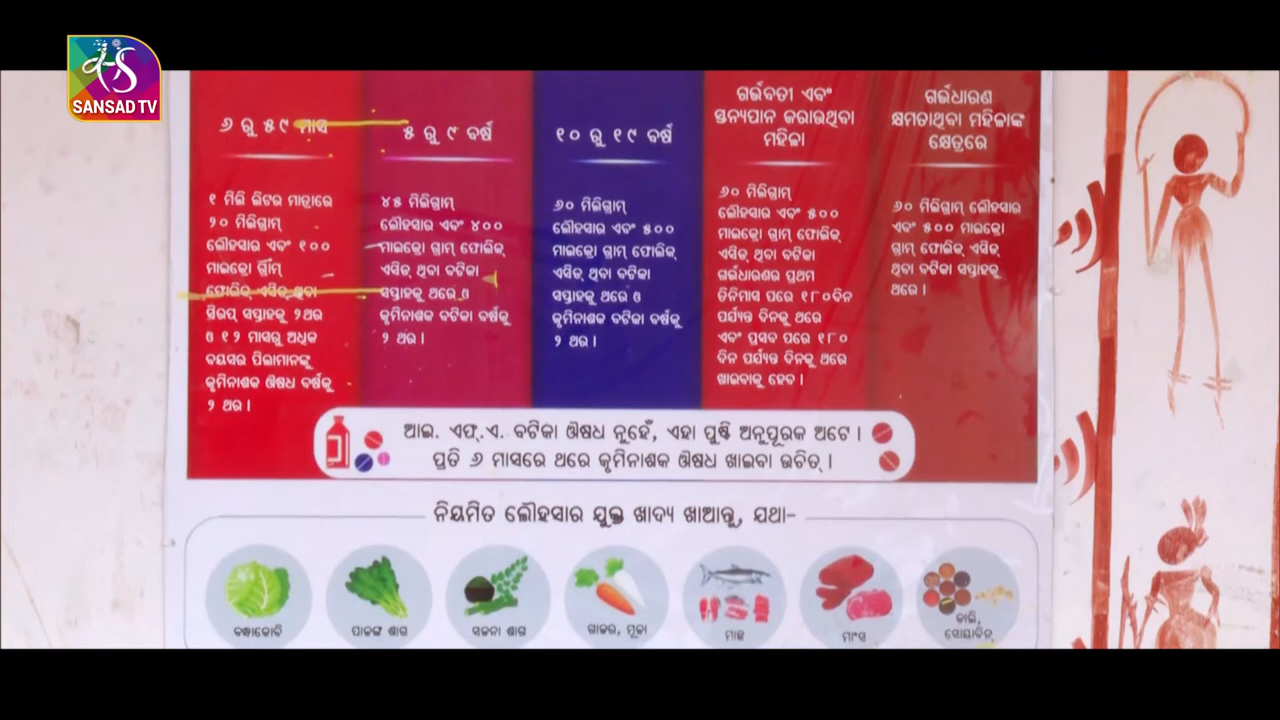 SANSAD TV
୬ ରୁ ୫୯ ମାସ
୧ ମିଲି ଲିଟର ମାତ୍ରାରେ
୨୦ ମିଲିଗ୍ରାମ୍
ଲୌହସାର ଏବଂ ୧୦୦
ମାଇକ୍ରୋ ଗ୍ରାମ୍
ଫୋଲିକ୍ ଏସିଡ୍ ଥିବା
ସିରପ୍ ସପ୍ତାହକୁ ୨ଥର
ଓ ୧୨ ମାସରୁ ଅଧିକ
ବୟସର ପିଲାମାନଙ୍କୁ
କୃମିନାଶକ ଔଷଧ ବର୍ଷକୁ
୨ ଥର ।
୫ ରୁ ୯ ବର୍ଷ
୪୫ ମିଲିଗ୍ରାମ୍
ଲୌହସାର ଏବଂ ୪୦୦
ମାଇକ୍ରୋ ଗ୍ରାମ୍ ଫୋଲିକ୍
ଏସିଡ୍ ଥିବା ବଟିକା
ସପ୍ତାହକୁ ଥରେ ଓ
କୃମିନାଶକ ବଟିକା ବର୍ଷକୁ
୨ ଥର ।
୧୦ ରୁ ୧୯ ବର୍ଷ
୬୦ ମିଲିଗ୍ରାମ୍
ଲୌହସାର ଏବଂ ୫୦୦
ମାଇକ୍ରୋ ଗ୍ରାମ୍ ଫୋଲିକ୍
ଏସିଡ୍ ଥିବା ବଟିକା
ସପ୍ତାହକୁ ଥରେ ଓ
କୃମିନାଶକ ବଟିକା ବର୍ଷକୁ
୨ ଥର ।
ଗର୍ଭବତୀ ଏବଂ
ସ୍ତନ୍ୟପାନ କରାଉଥିବା
ମହିଳା
୬୦ ମିଲିଗ୍ରାମ୍
ଲୌହସାର ଏବଂ ୫୦୦
ମାଇକ୍ରୋ ଗ୍ରାମ୍ ଫୋଲିକ୍
ଏସିଡ୍ ଥିବା ବଟିକା
ଗର୍ଭଧାରଣର ପ୍ରଥମ
ତିନିମାସ ପରେ ୧୮୦ଦିନ
ପର୍ଯ୍ୟନ୍ତ ଦିନକୁ ଥରେ
ଏବଂ ପ୍ରସବ ପରେ ୧୮୦
ଦିନ ପର୍ଯ୍ୟନ୍ତ ଦିନକୁ ଥରେ
ଖାଇବାକୁ ହେବ ।
ଗର୍ଭଧାରଣ
କ୍ଷମତାଥିବା ମହିଳାଙ୍କ
କ୍ଷେତ୍ରରେ
୬୦ ମିଲିଗ୍ରାମ୍ ଲୌହସାର
ଏବଂ ୫୦୦ ମାଇକ୍ରୋ
ଗ୍ରାମ୍ ଫୋଲିକ୍ ଏସିଡ୍
ଥିବା ବଟିକା ସପ୍ତାହକୁ
ଥରେ ।
ଆଇ. ଏଫ୍.ଏ. ବଟିକା ଔଷଧ ନୁହେଁ, ଏହା ପୁଷ୍ଟି ଅନୁପୂରକ ଅଟେ ।
ପ୍ରତି ୬ ମାସରେ ଥରେ କୃମିନାଶକ ଔଷଧ ଖାଇବା ଉଚିତ୍ ।
ନିୟମିତ ଲୌହସାର ଯୁକ୍ତ ଖାଦ୍ୟ ଖାଆନ୍ତୁ, ଯଥା-
ବନ୍ଧାକୋବି
ପାଳଙ୍ଗ ଶାଗ
ସଜନା ଶାଗ
ଗାଜର, ମୂଳା
ମାଛ
ମାଂସ
ଡାଲି,
ସୋୟାବିନ୍